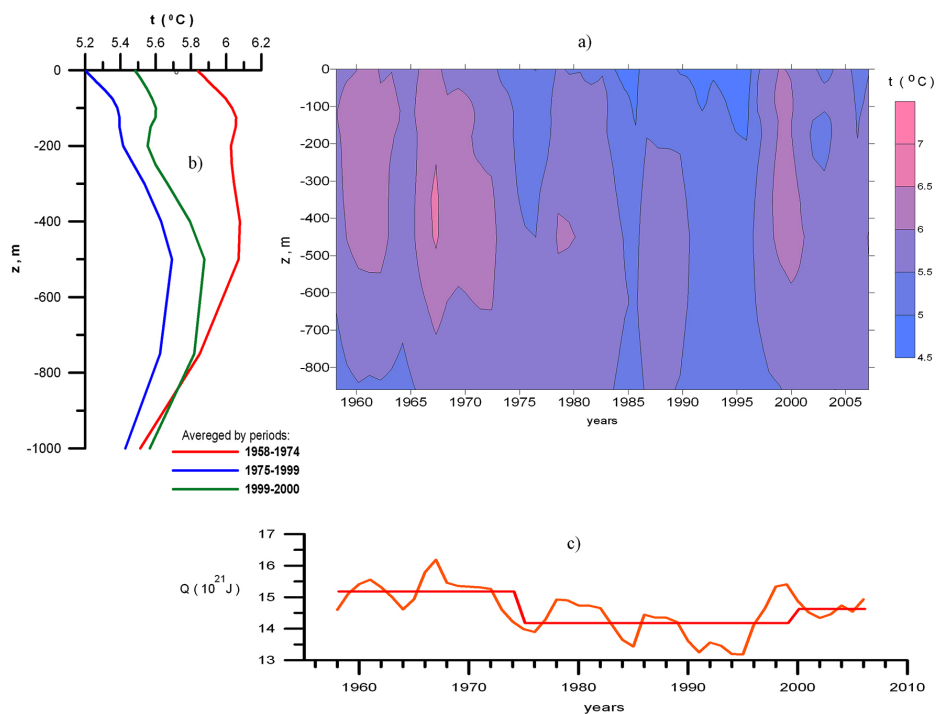 t ( ⁰C)
5.2 5.4 5.6 5.8 6 6.2
0
-200
-400
-600
-800
-1000
z, m
b)
Avereged by periods:
1958-1974
1975-1999
1999-2000
a)
0
-100
-200
-300
-400
-500
-600
-700
-800
z, m
1960 1965 1970 1975 1980 1985 1990 1995 2000 2005
years
t ( ⁰C)
7
6.5
6
5.5
5
4.5
c)
17
16
15
14
13
Q ( 10²¹ J )
1960 1970 1980 1990 2000 2010
years